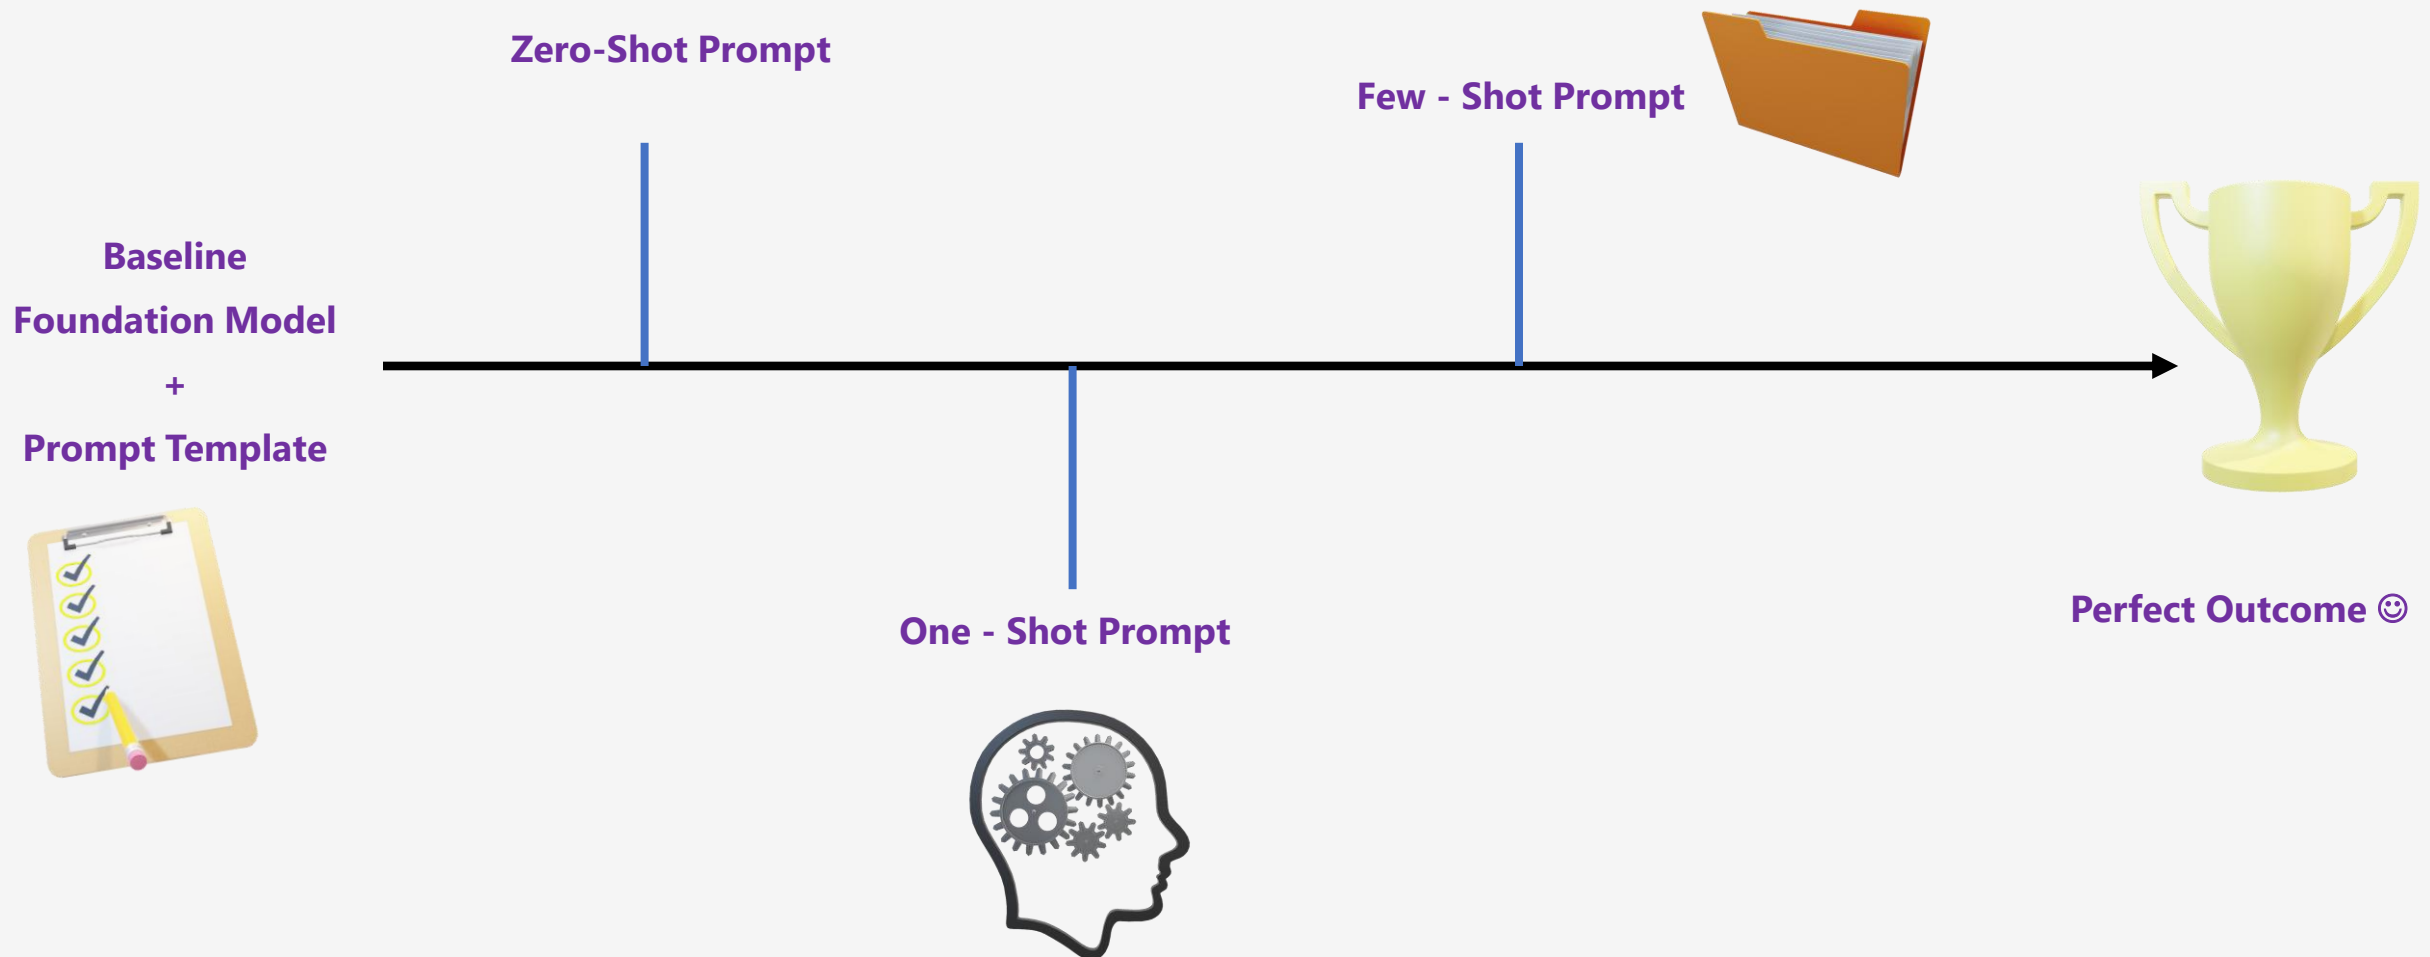 Zero-Shot Prompt
Few - Shot Prompt
Baseline
Foundation Model
+
Prompt Template
One - Shot Prompt
Perfect Outcome ☺